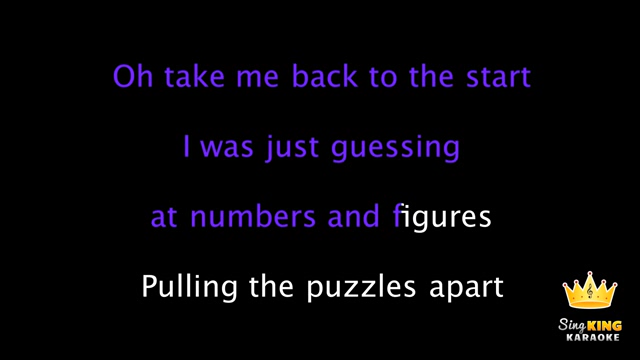 Oh take me back to the start
I was just guessing
at numbers and figures
Pulling the puzzles apart
Sing KING
KARAOKE